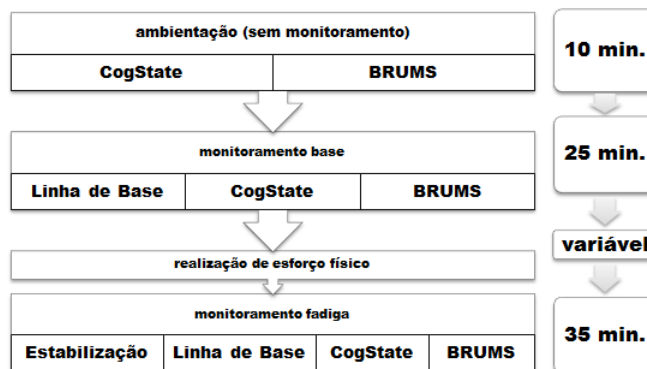 ambientação (sem monitoramento)
CogState BRUMS
10 min.
monitoramento base
Linha de Base CogState BRUMS
25 min.
realização de esforço físico
variável
monitoramento fadiga
Estabilização Linha de Base CogState BRUMS
35 min.